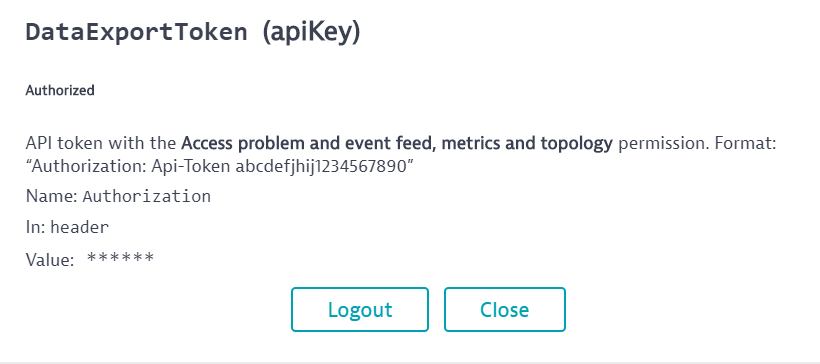 DataExportToken (apiKey)
Authorized
API token with the Access problem and event feed, metrics and topology permission. Format:
“Authorization: Api-Token abcdefjhij1234567890”
Name: Authorization
In: header
Value: ******
Logout Close